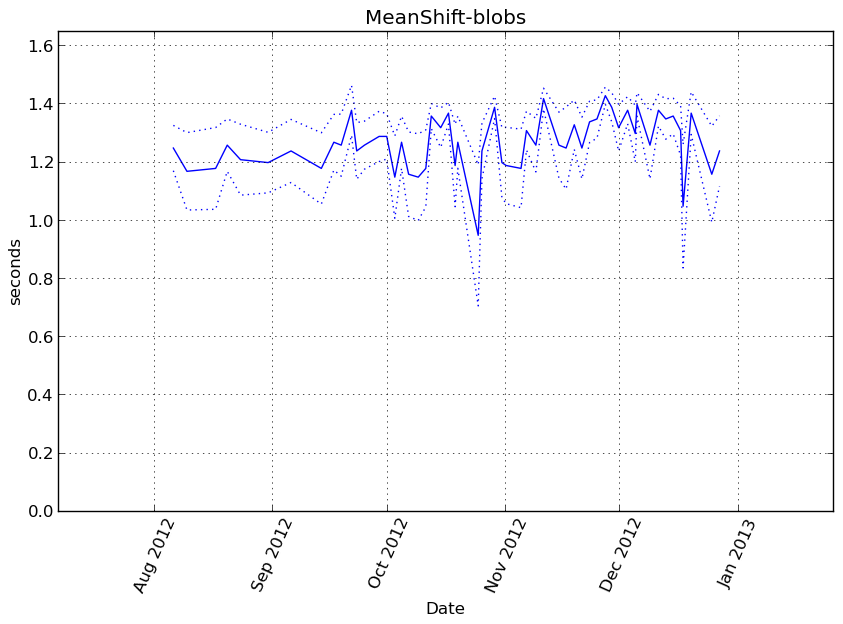 MeanShift-blobs
1.6
1.4
1.2
1.0
0.8
0.6
0.4
0.2
0.0
seconds
Aug 2012
Sep 2012
Oct 2012
Nov 2012
Dec 2012
Jan 2013
Date